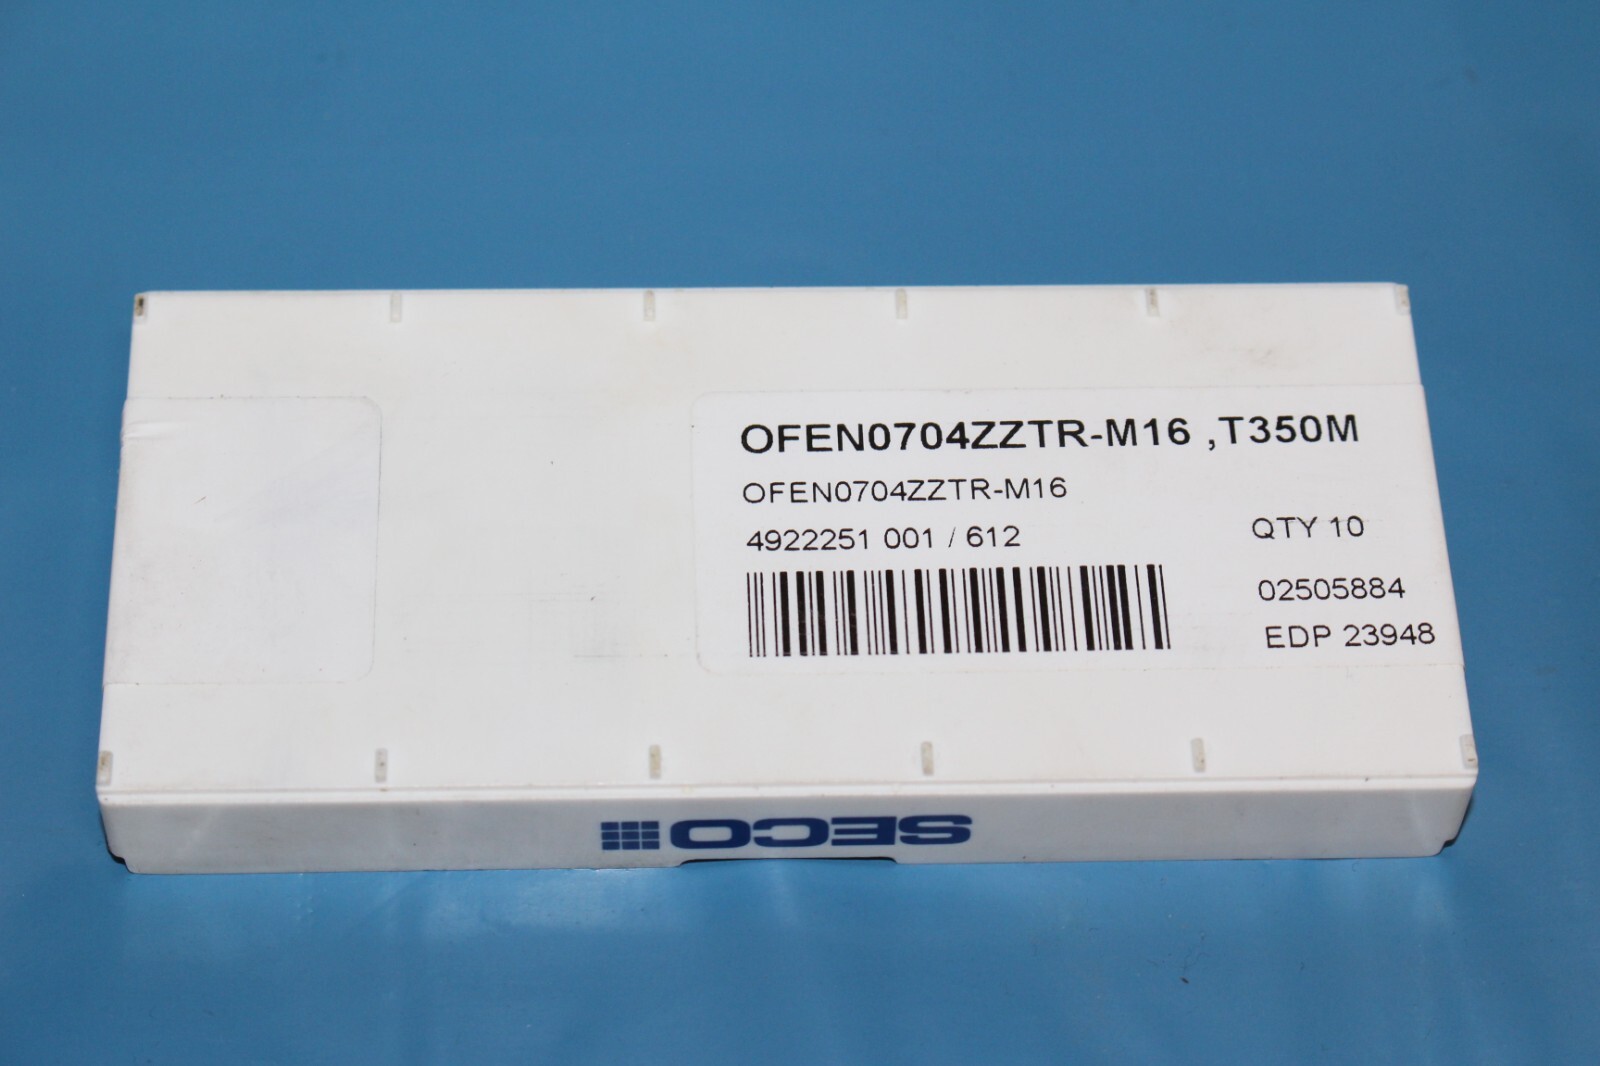 OFEN0704ZZTR-M16 ,T350M
OFEN0704ZZTR-M16
4922251 001 / 612
QTY 10
02505884
EDP 23948
SECO